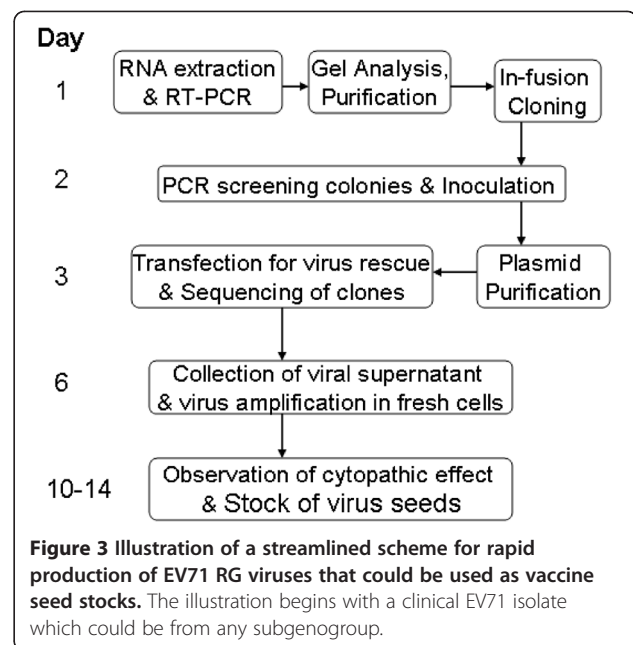 Day
1
RNA extraction
& RT-PCR
Gel Analysis,
Purification
In-fusion
Cloning
2
PCR screening colonies & Inoculation
3
Transfection for virus rescue
& Sequencing of clones
Plasmid
Purification
6
Collection of viral supernatant
& virus amplification in fresh cells
10-14
Observation of cytopathic effect
& Stock of virus seeds
Figure 3 Illustration of a streamlined scheme for rapid
production of EV71 RG viruses that could be used as vaccine
seed stocks. The illustration begins with a clinical EV71 isolate
which could be from any subgenogroup.